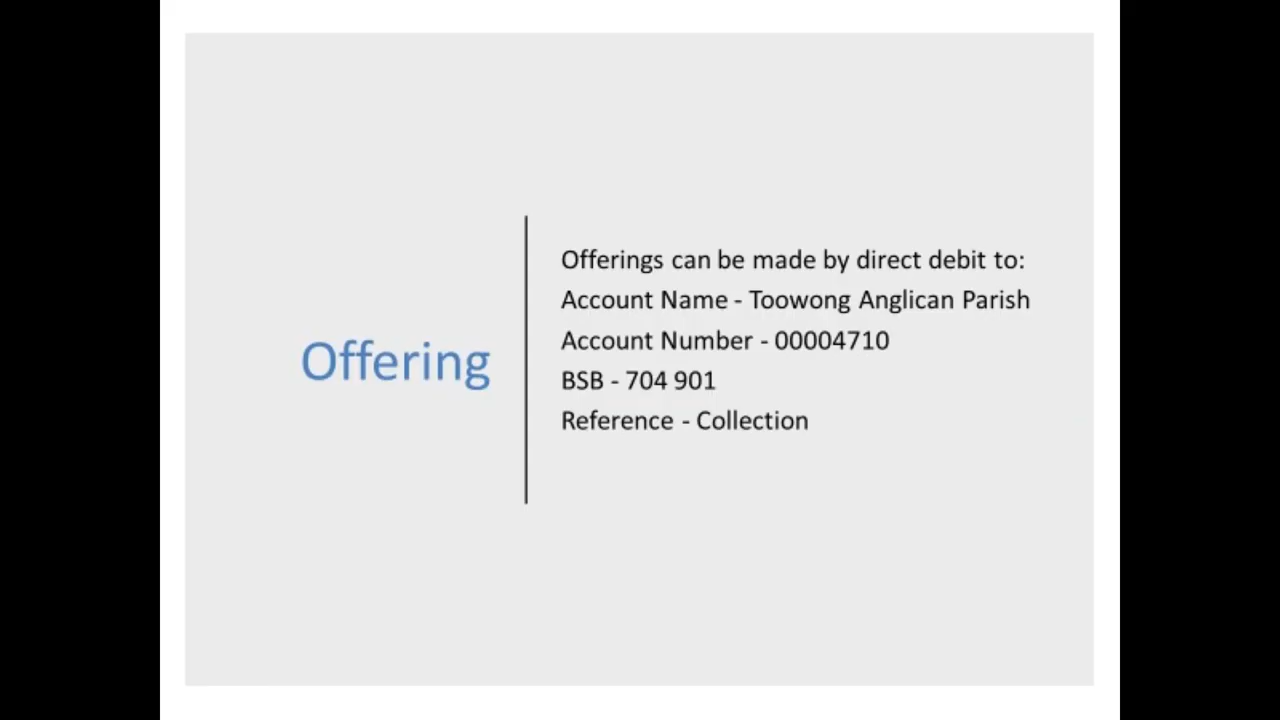 Offering
Offerings can be made by direct debit to:
Account Name - Toowong Anglican Parish
Account Number - 00004710
BSB - 704 901
Reference - Collection